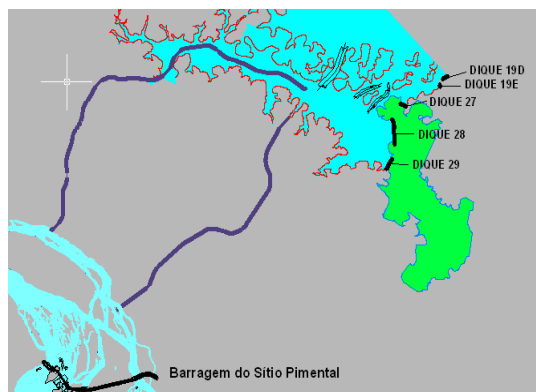 DIQUE 19D
DIQUE 19E
DIQUE 27
DIQUE 28
DIQUE 29
Barragem do Sítio Pimental